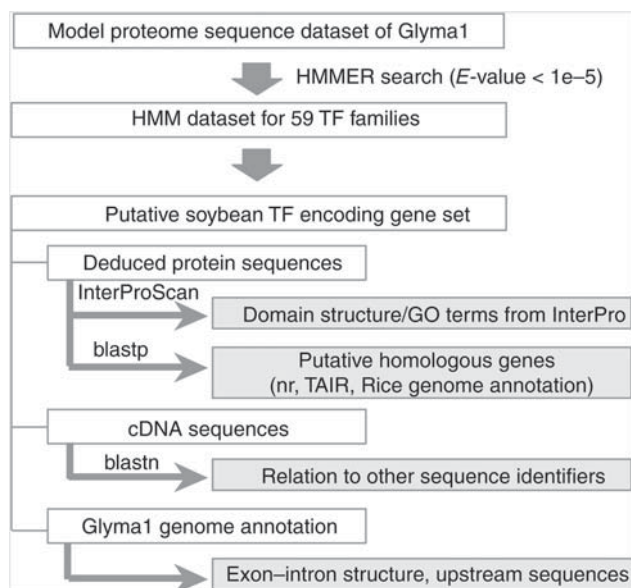 Model proteome sequence dataset of Glyma1
HMMER search (E-value < 1e–5)
HMM dataset for 59 TF families
Putative soybean TF encoding gene set
Deduced protein sequences
InterProScan
Domain structure/GO terms from InterPro
blastp
Putative homologous genes
(nr, TAIR, Rice genome annotation)
cDNA sequences
blastn
Relation to other sequence identifiers
Glyma1 genome annotation
Exon–intron structure, upstream sequences